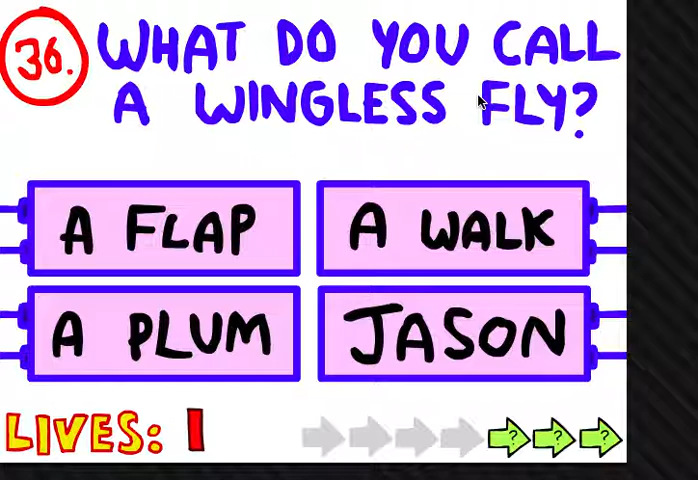 36.
WHAT DO YOU CALL
A WINGLESS FLY?
A FLAP
A WALK
A PLUM
JASON
LIVES: 1
? ? ?